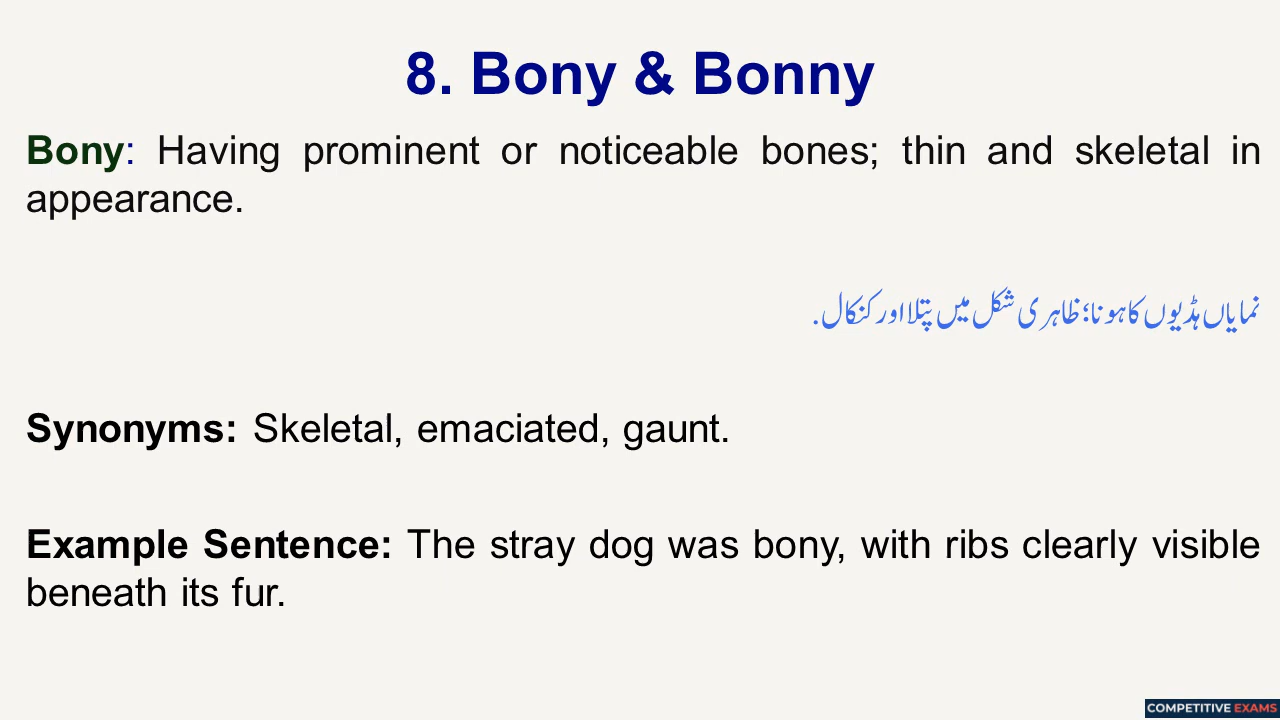 8. Bony & Bonny
Bony: Having prominent or noticeable bones; thin and skeletal in
appearance.
نمایاں ہڈیوں کا ہونا؛ ظاہری شکل میں پتلا اور کنکال.
Synonyms: Skeletal, emaciated, gaunt.
Example Sentence: The stray dog was bony, with ribs clearly visible
beneath its fur.
COMPETITIVE EXAMS